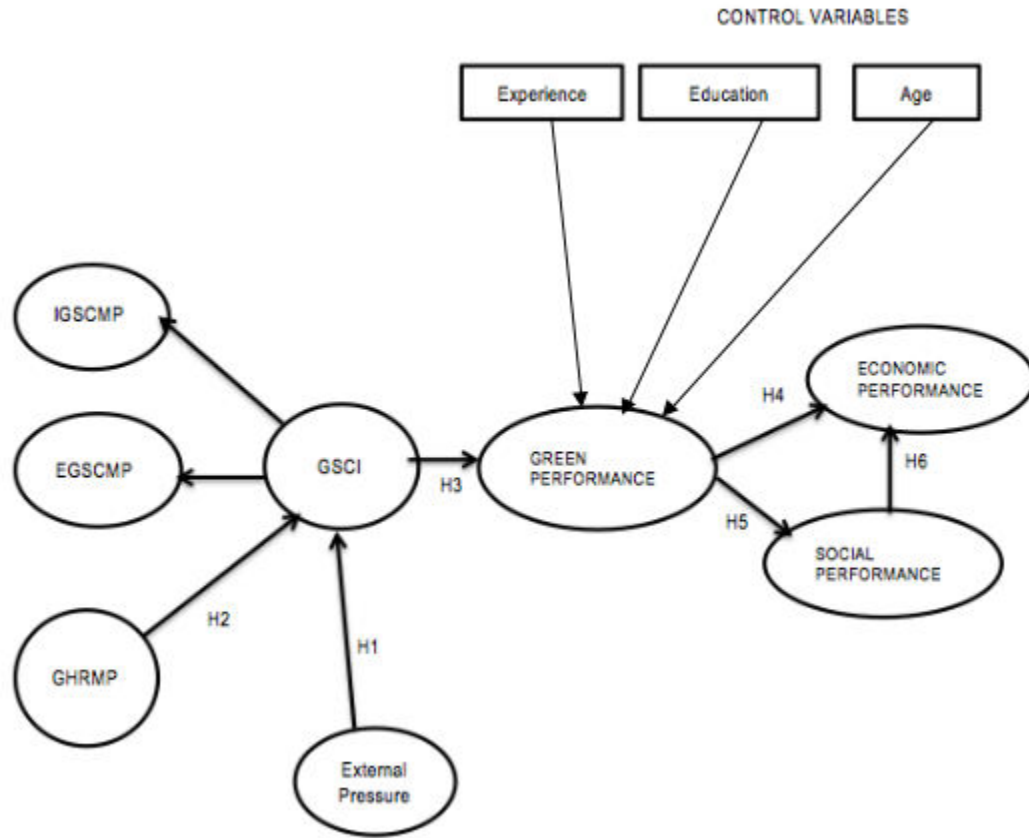 CONTROL VARIABLES
Experience
Education
Age
IGSCMP
ECONOMIC
PERFORMANCE
H4
EGSCMP
GSCI
H3
GREEN
PERFORMANCE
H6
H5
SOCIAL
PERFORMANCE
H2
H1
GHRMP
External
Pressure